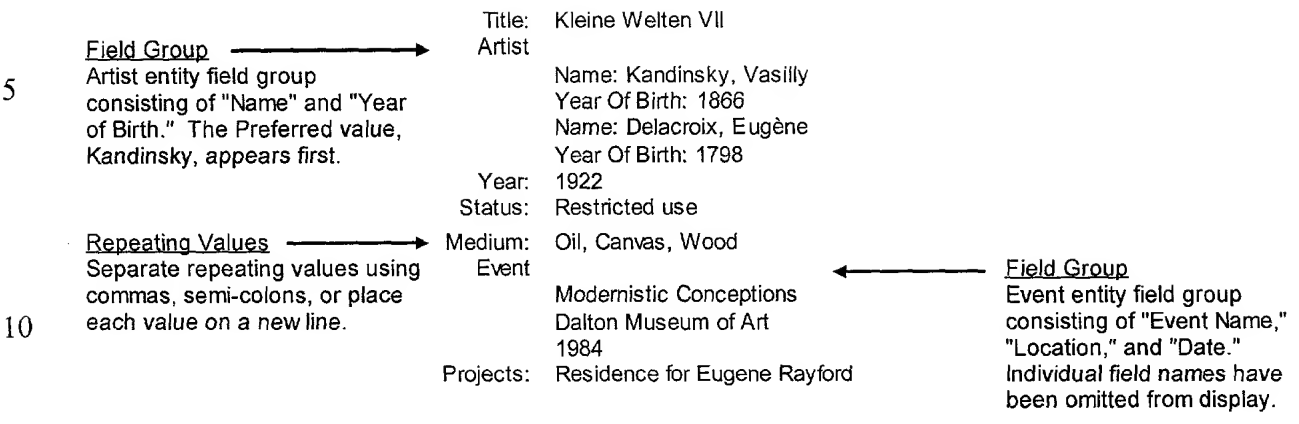 Title: Kleine Welten VII
Field Group Artist
5
Artist entity field group
consisting of "Name" and "Year
of Birth." The Preferred value,
Kandinsky, appears first.
Name: Kandinsky, Vasilly
Year Of Birth: 1866
Name: Delacroix, Eugène
Year Of Birth: 1798
Year: 1922
Status: Restricted use
Repeating Values
Separate repeating values using
commas, semi-colons, or place
each value on a new line.
10
Medium: Oil, Canvas, Wood
Event
Modernistic Conceptions
Dalton Museum of Art
1984
Projects: Residence for Eugene Rayford
Field Group
Event entity field group
consisting of "Event Name,"
"Location," and "Date."
Individual field names have
been omitted from display.